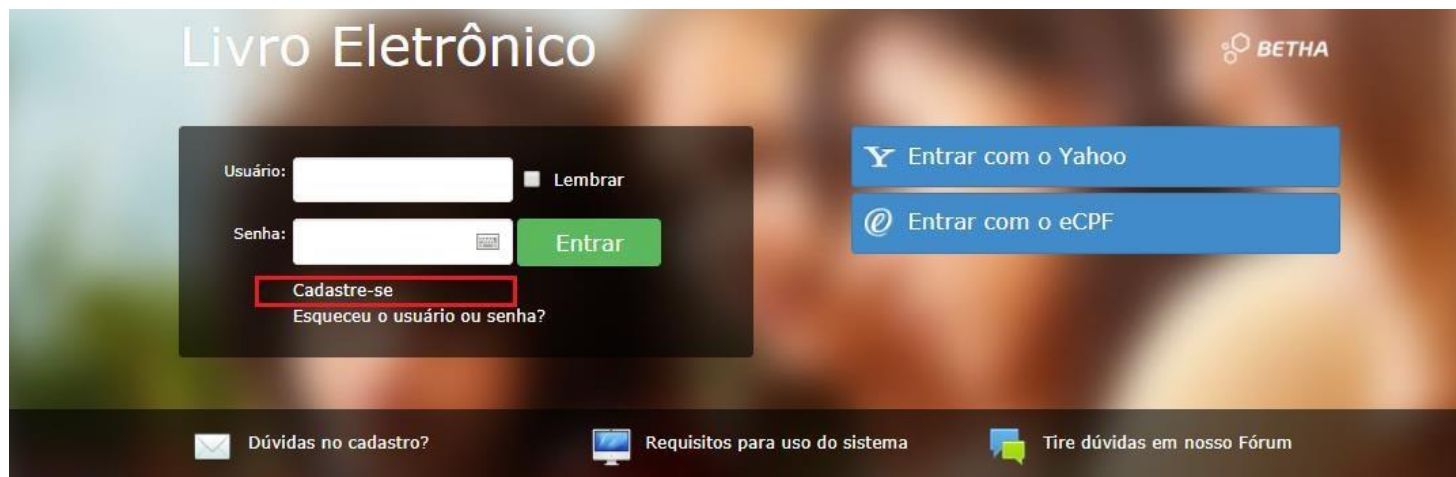 Livro Eletrônico
BETHA
Usuário:
Lembrar
Senha:
Entrar
Cadastre-se
Esqueceu o usuário ou senha?
Entrar com o Yahoo
Entrar com o eCPF
Dúvidas no cadastro?
Requisitos para uso do sistema
Tire dúvidas em nosso Fórum